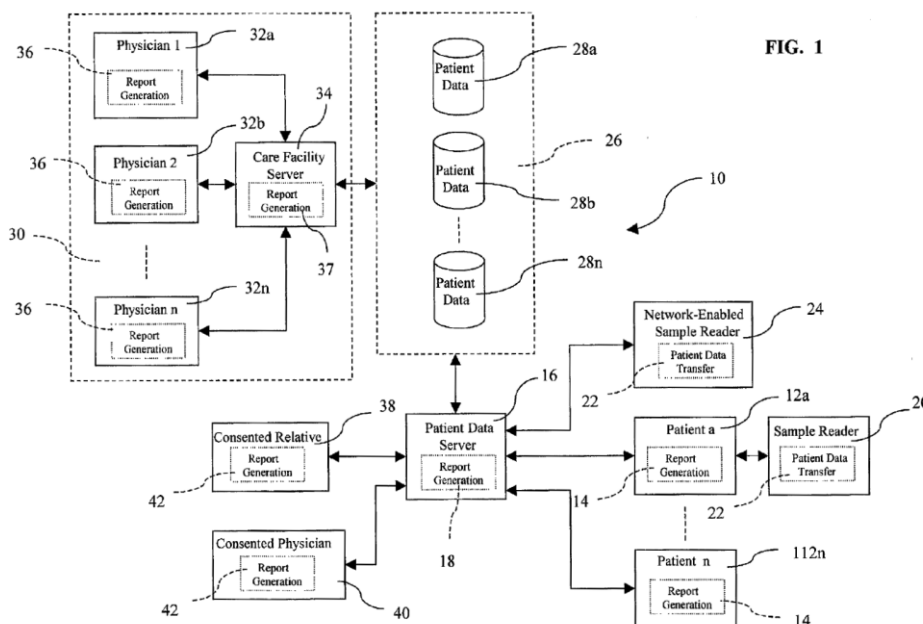 FIG. 1
10
Physician 1
32a
36
Report
Generation
Physician 2
32b
36
Report
Generation
30
Physician n
32n
36
Report
Generation
34
Care Facility
Server
Report
Generation
37
Patient
Data
28a
26
Patient
Data
28b
Patient
Data
28n
Network-Enabled
Sample Reader
24
Patient Data
Transfer
22
16
Patient Data
Server
Report
Generation
18
Consented Relative
38
Report
Generation
42
Consented Physician
Report
Generation
42
40
Patient a
12a
Report
Generation
14
Sample Reader
Patient Data
Transfer
22
Patient n
112n
Report
Generation
14